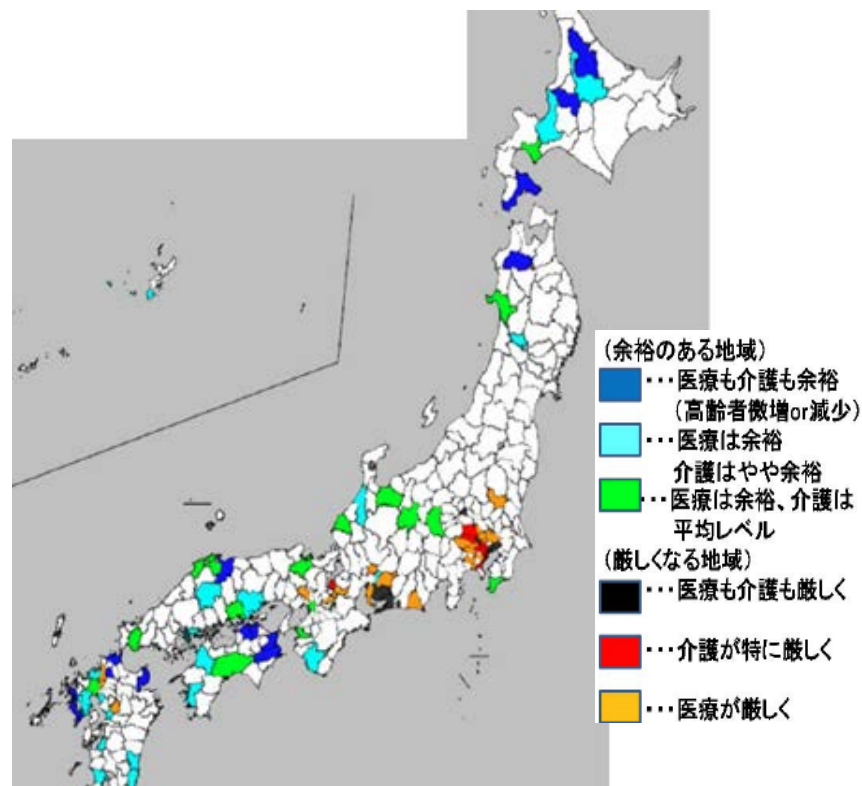 （余裕のある地域）
・・・医療も介護も余裕
（高齢者微増or減少）
・・・医療は余裕
介護はやや余裕
・・・医療は余裕、介護は
平均レベル
（厳しくなる地域）
・・・医療も介護も厳しく
・・・介護が特に厳しく
・・・医療が厳しく